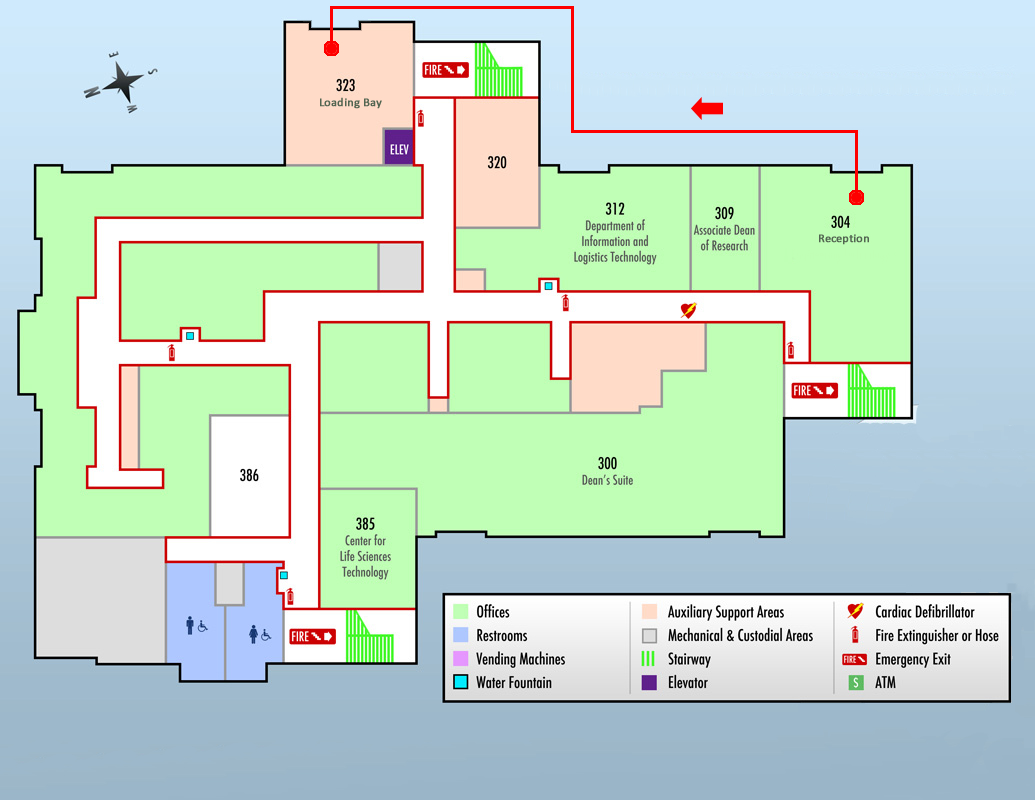 E
S
N
W
323
Loading Bay
FIRE
ELEV
320
312
Department of
Information and
Logistics Technology
309
Associate Dean
of Research
304
Reception
FIRE
386
300
Dean's Suite
385
Center for
Life Sciences
Technology
FIRE
Offices
Restrooms
Vending Machines
Water Fountain
Auxiliary Support Areas
Mechanical & Custodial Areas
Stairway
Elevator
Cardiac Defibrillator
Fire Extinguisher or Hose
FIRE
Emergency Exit
S
ATM